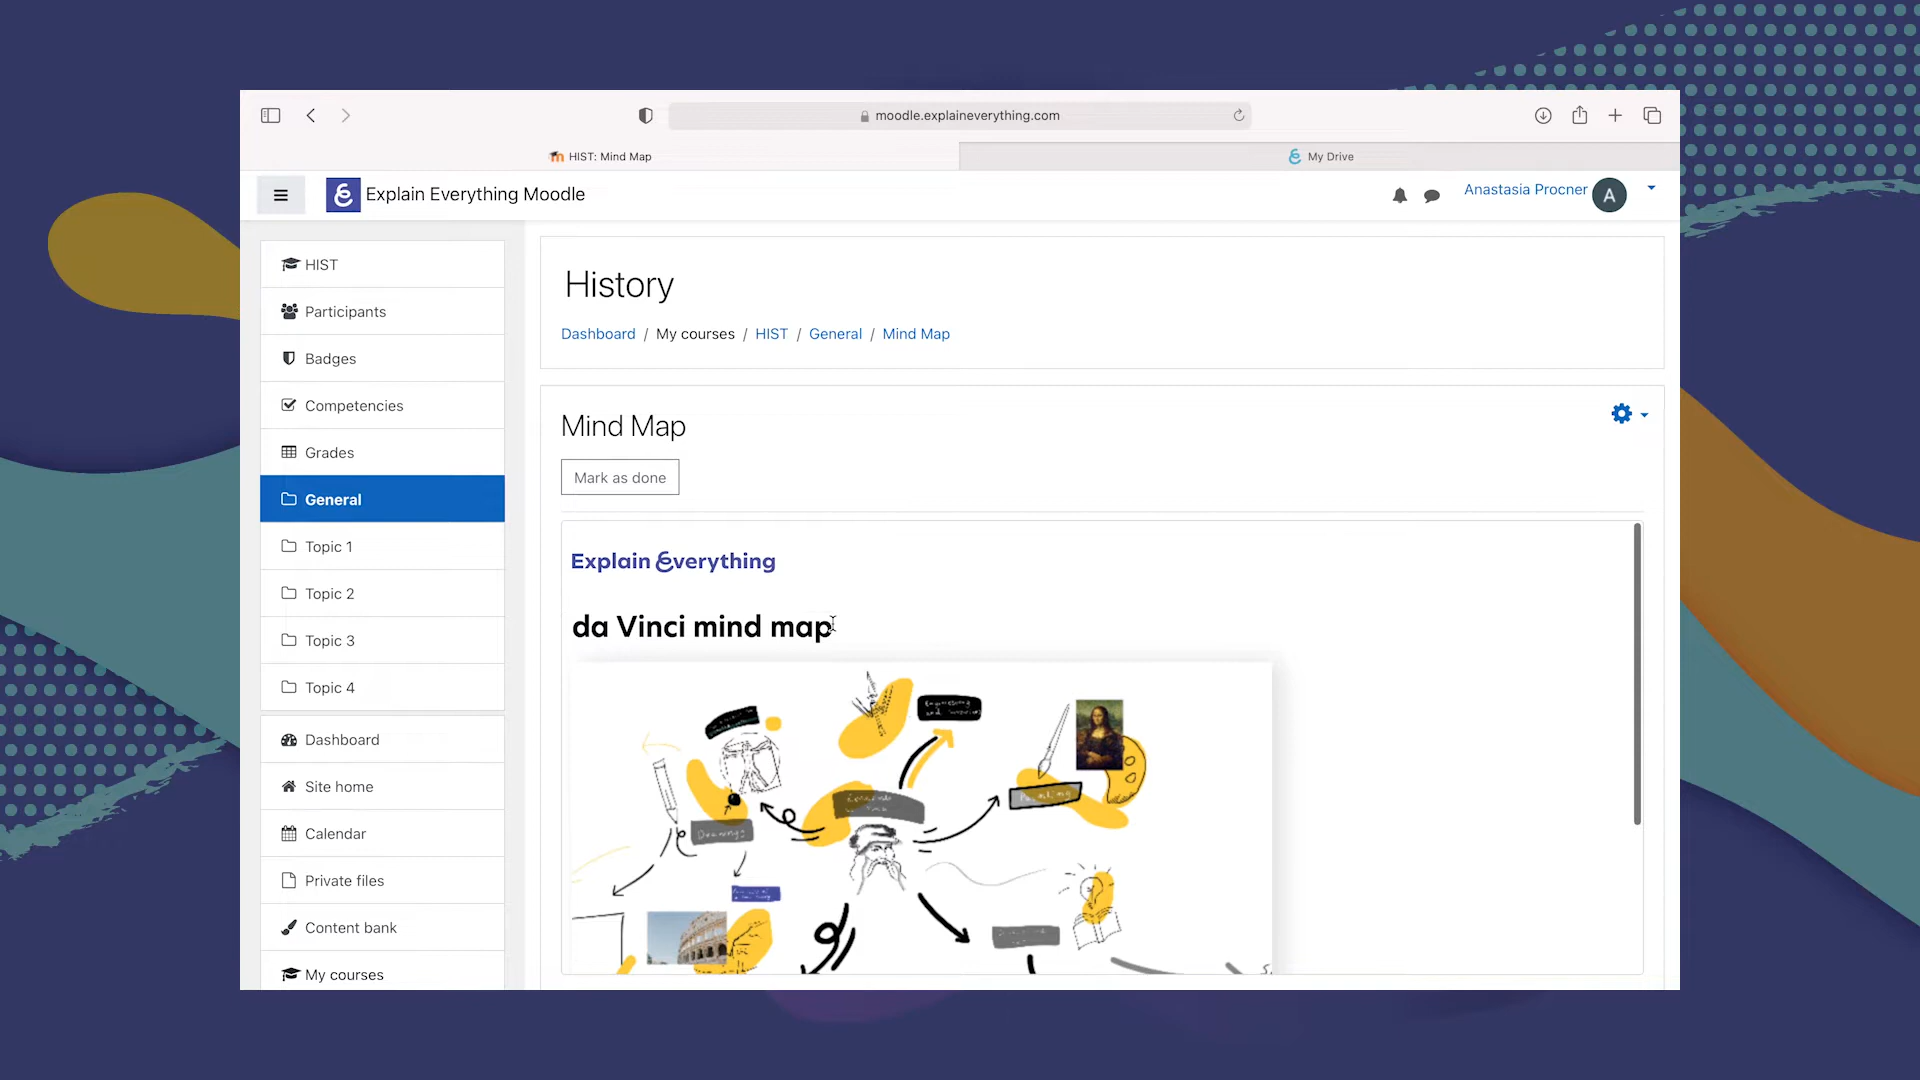 moodle.explaineverything.com
HIST: Mind Map
My Drive
Explain Everything Moodle
Anastasia Procner
A
HIST
Participants
Badges
Competencies
Grades
General
Topic 1
Topic 2
Topic 3
Topic 4
Dashboard
Site home
Calendar
Private files
Content bank
My courses
History
Dashboard / My courses / HIST / General / Mind Map
Mind Map
Mark as done
Explain Everything
da Vinci mind map
Painting
Drawings